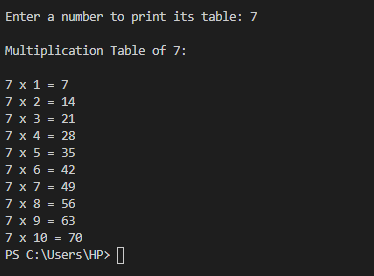 Enter a number to print its table: 7
Multiplication Table of 7:
7 x 1 = 7
7 x 2 = 14
7 x 3 = 21
7 x 4 = 28
7 x 5 = 35
7 x 6 = 42
7 x 7 = 49
7 x 8 = 56
7 x 9 = 63
7 x 10 = 70
PS C:\Users\HP>